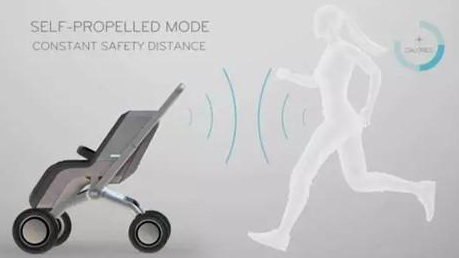 SELF-PROPELLED MODE
CONSTANT SAFETY DISTANCE
CALORIES